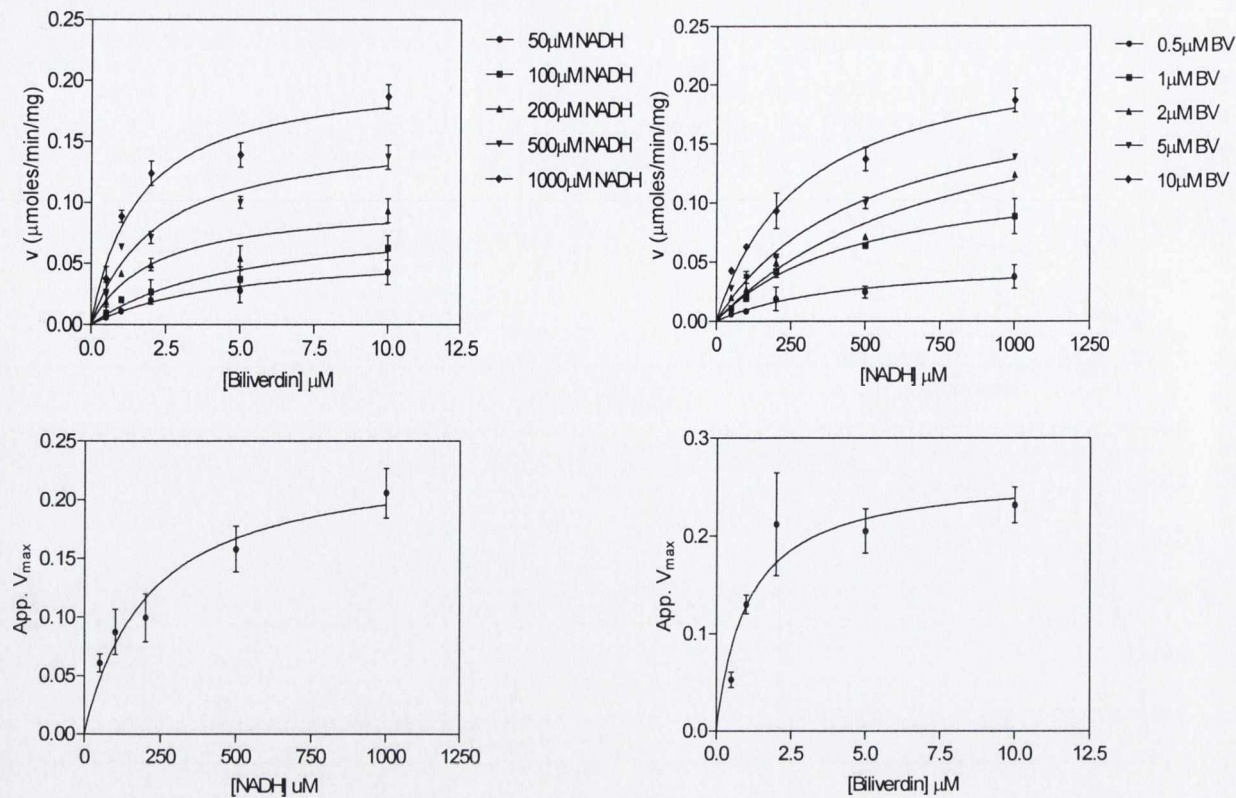 0.25
0.20
0.15
0.10
0.05
0.00
v (μmoles/min/mg)
0.0 2.5 5.0 7.5 10.0 12.5
[Biliverdin] μM
50μM NADH
100μM NADH
200μM NADH
500μM NADH
1000μM NADH
0.25
0.20
0.15
0.10
0.05
0.00
v (μmoles/min/mg)
0 250 500 750 1000 1250
[NADH] μM
0.5μM BV
1μM BV
2μM BV
5μM BV
10μM BV
0.25
0.20
0.15
0.10
0.05
0.00
App. Vmax
0 250 500 750 1000 1250
[NADH] uM
0.3
0.2
0.1
0.0
App. Vmax
0.0 2.5 5.0 7.5 10.0 12.5
[Biliverdin] μM